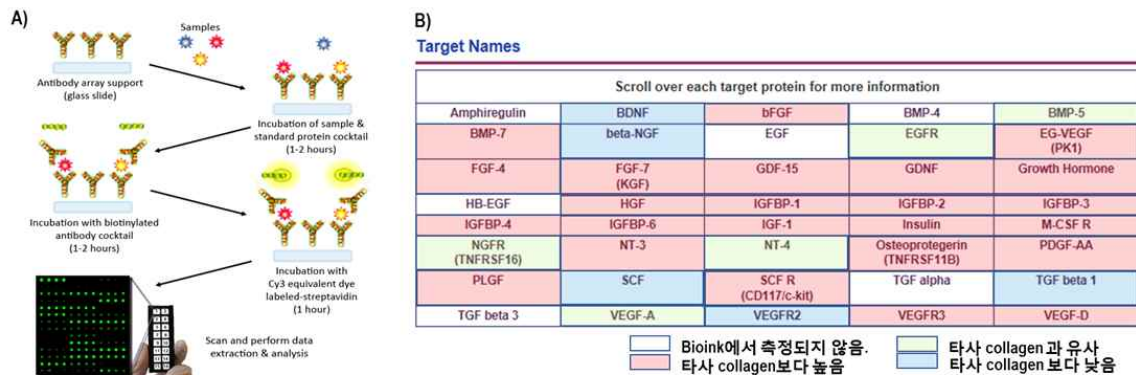 A)
Samples
Antibody array support
(glass slide)
Incubation of sample &
standard protein cocktail
(1-2 hours)
Incubation with biotinylated
antibody cocktail
(1-2 hours)
Incubation with
Cy3 equivalent dye
labeled-streptavidin
(1 hour)
Scan and perform data
extraction & analysis
B)
Target Names
Scroll over each target protein for more information
Amphiregulin BDNF bFGF BMP-4 BMP-5
BMP-7 beta-NGF EGF EGFR EG-VEGF
(PK1)
FGF-4 FGF-7 GDF-15 GDNF Growth Hormone
(KGF)
HB-EGF HGF IGFBP-1 IGFBP-2 IGFBP-3
IGFBP-4 IGFBP-6 IGF-1 Insulin M-CSF R
NGFR NT-3 NT-4 Osteoprotegerin PDGF-AA
(TNFRSF16) (TNFRSF11B)
PLGF SCF SCF R TGF alpha TGF beta 1
(CD117/c-kit)
TGF beta 3 VEGF-A VEGFR2 VEGFR3 VEGF-D
Bioink에서 측정되지 않음. 타사 collagen과 유사
타사 collagen보다 높음 타사 collagen 보다 낮음